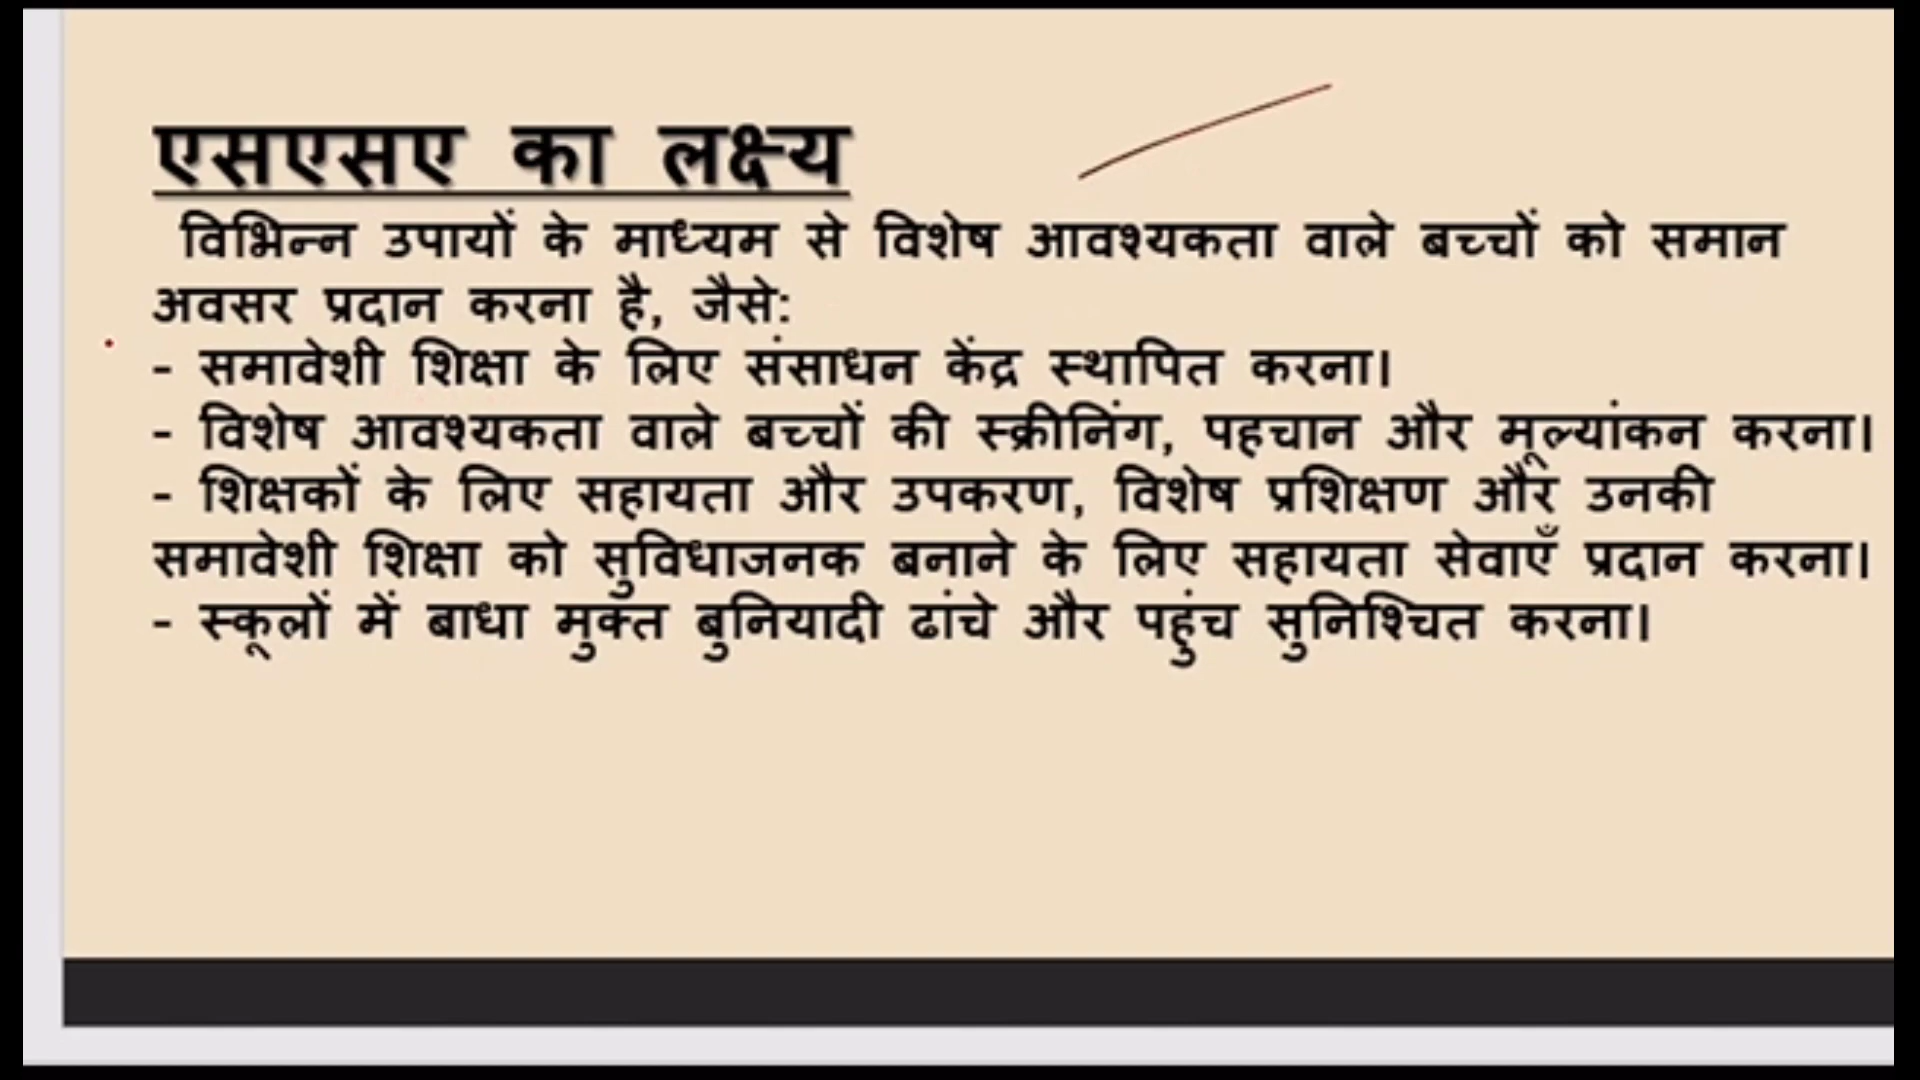 एसएसए का लक्ष्य
विभिन्न उपायों के माध्यम से विशेष आवश्यकता वाले बच्चों को समान
अवसर प्रदान करना है, जैसे:
- समावेशी शिक्षा के लिए संसाधन केंद्र स्थापित करना।
- विशेष आवश्यकता वाले बच्चों की स्क्रीनिंग, पहचान और मूल्यांकन करना।
- शिक्षकों के लिए सहायता और उपकरण, विशेष प्रशिक्षण और उनकी
समावेशी शिक्षा को सुविधाजनक बनाने के लिए सहायता सेवाएँ प्रदान करना।
- स्कूलों में बाधा मुक्त बुनियादी ढांचे और पहुंच सुनिश्चित करना।